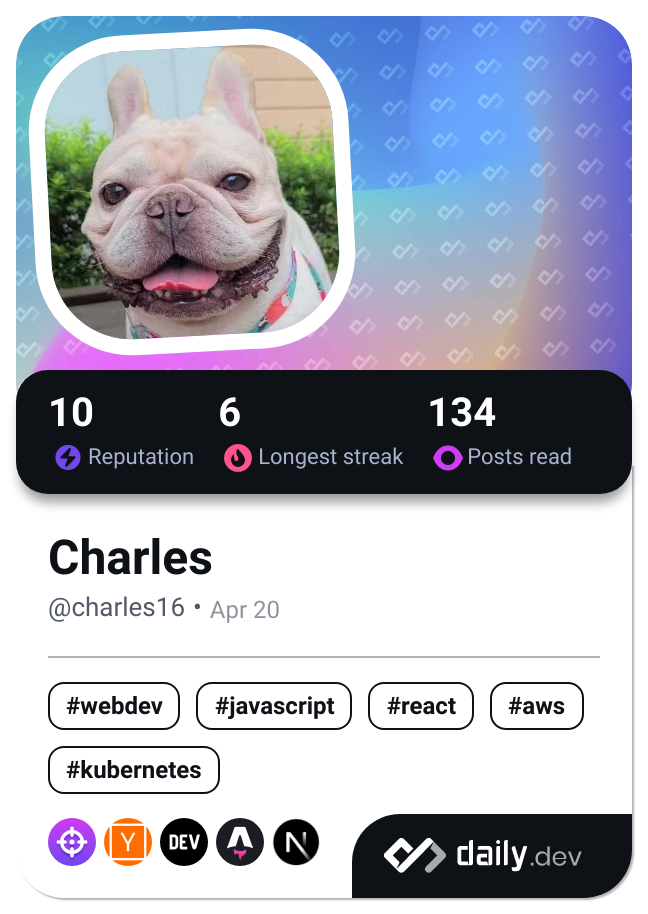 10 6 134
Reputation Longest streak Posts read
Charles
@charles16 • Apr 20
#webdev #javascript #react #aws
#kubernetes
Y DEV A N
daily.dev